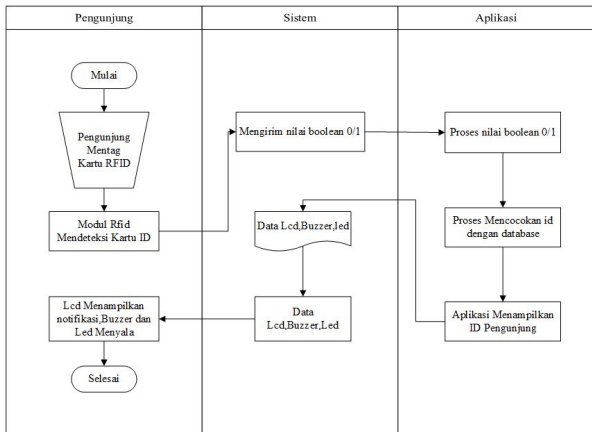 Pengunjung
Sistem
Aplikasi
Mulai
Pengunjung
Mentag
Kartu RFID
Modul Rfid
Mendeteksi Kartu ID
Mengirim nilai boolean 0/1
Proses nilai boolean 0/1
Proses Mencocokan id
dengan database
Aplikasi Menampilkan
ID Pengunjung
Data Lcd,Buzzer,led
Data
Lcd,Buzzer,Led
Lcd Menampilkan
notifikasi,Buzzer dan
Led Menyala
Selesai